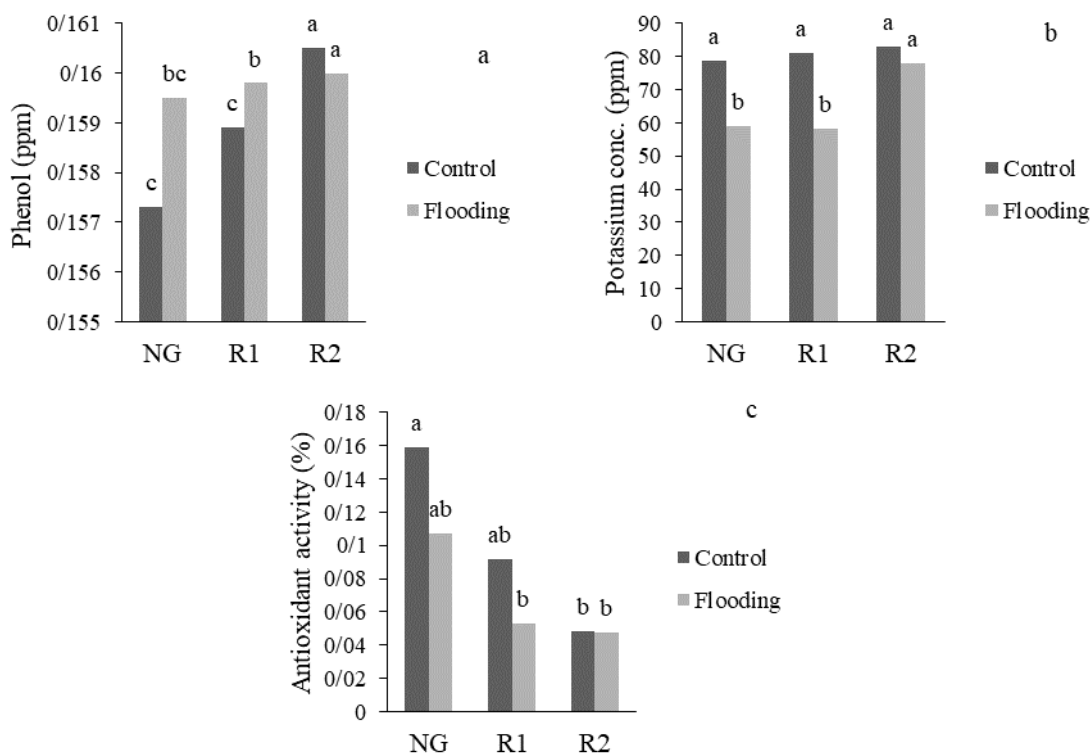 Phenol (ppm)
0/161
0/16
0/159
0/158
0/157
0/156
0/155
c
bc
c
b
a
a
NG R1 R2
Control
Flooding
a
Potassium conc. (ppm)
90
80
70
60
50
40
30
20
10
0
a
b
a
b
a
a
NG R1 R2
Control
Flooding
b
Antioxidant activity (%)
0/18
0/16
0/14
0/12
0/1
0/08
0/06
0/04
0/02
0
a
ab
ab
b
b
b
NG R1 R2
Control
Flooding
c